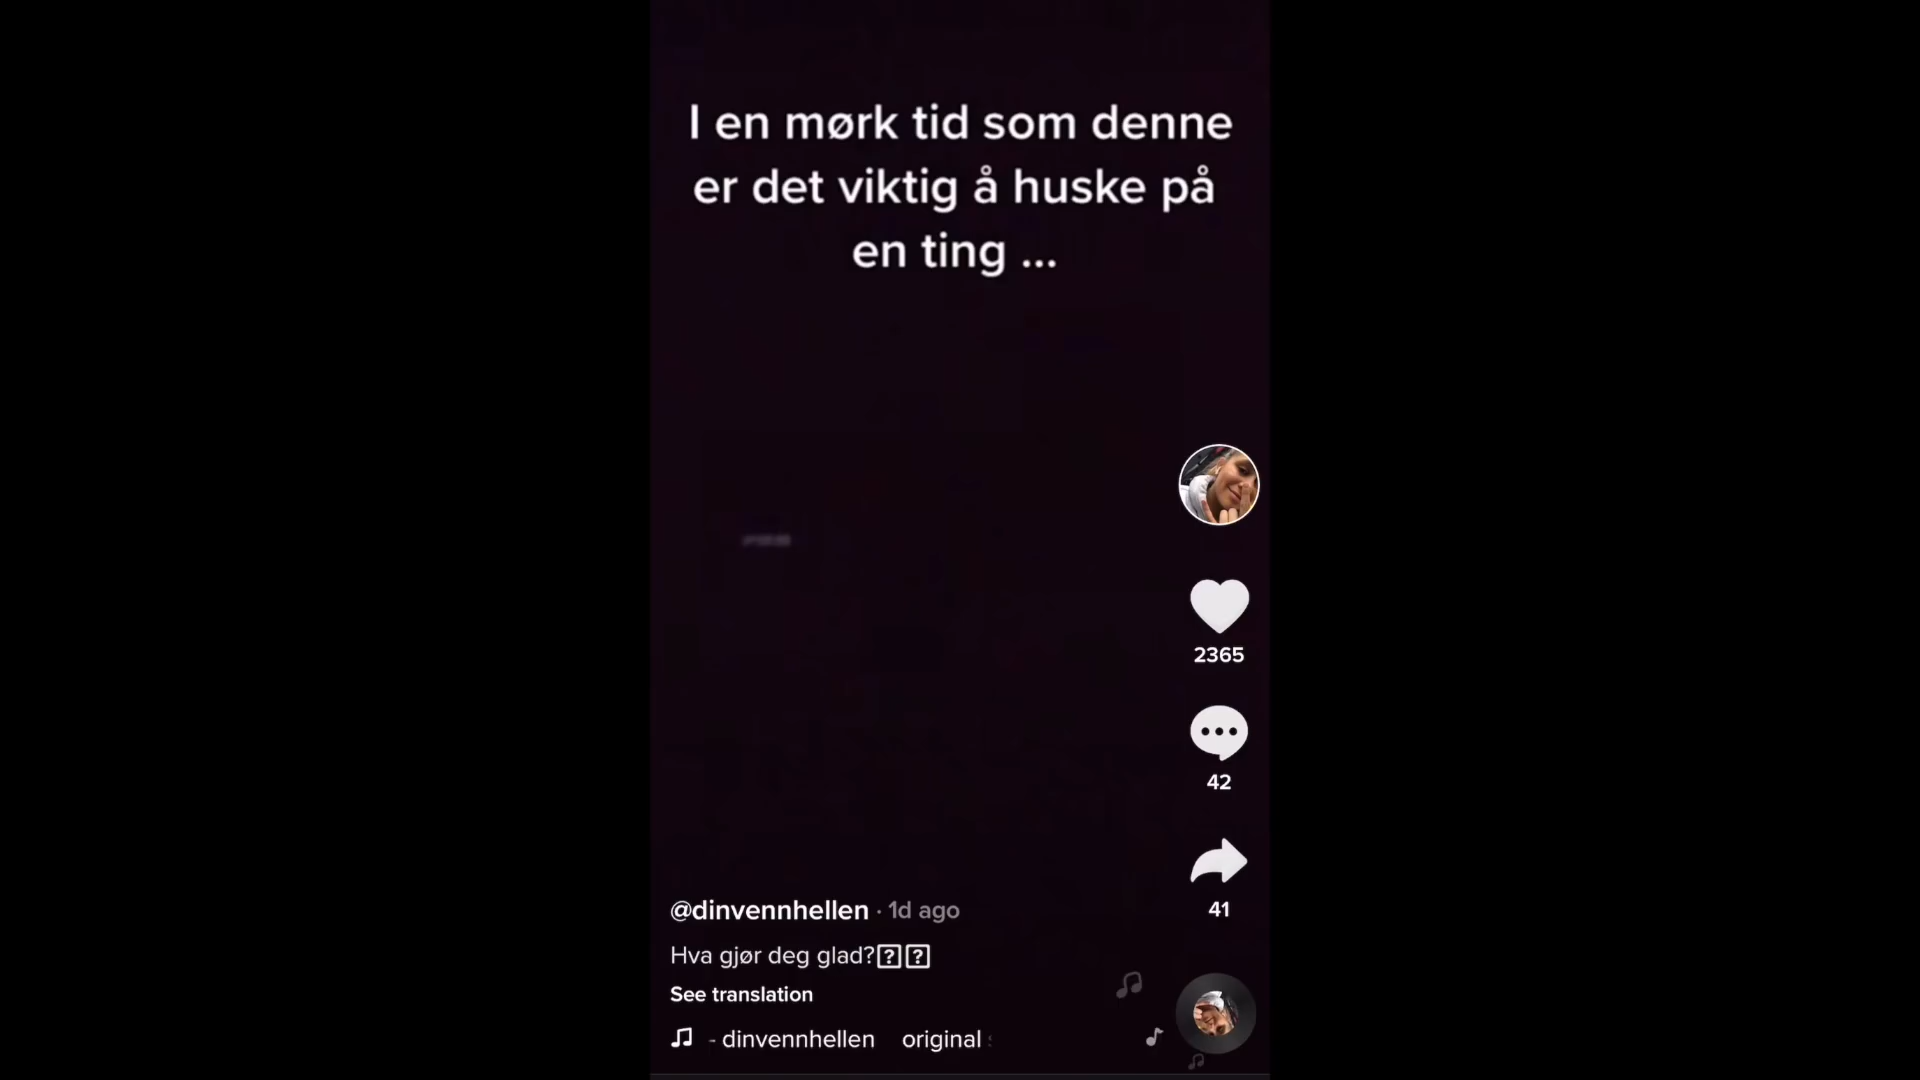 I en mørk tid som denne
er det viktig å huske på
en ting ...
2365
42
41
@dinvennhellen · 1d ago
Hva gjør deg glad?
See translation
- dinvennhellen original